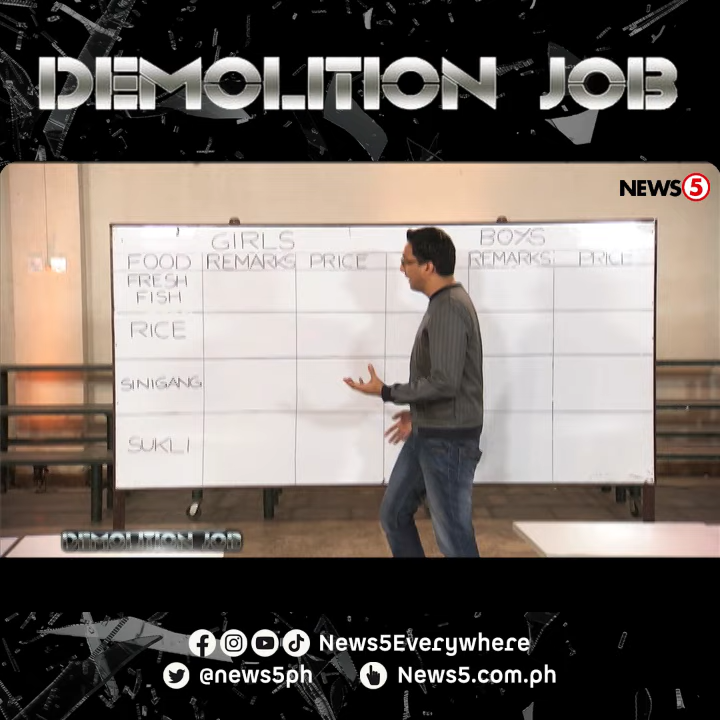 DEMOLITION JOB
NEWS5
GIRLS BOYS
FOOD REMARKS PRICE REMARKS PRICE
FRESH
FISH
RICE
SINIGANG
SUKLI
DEMOLITION JOB
News5Everywhere
@news5ph News5.com.ph